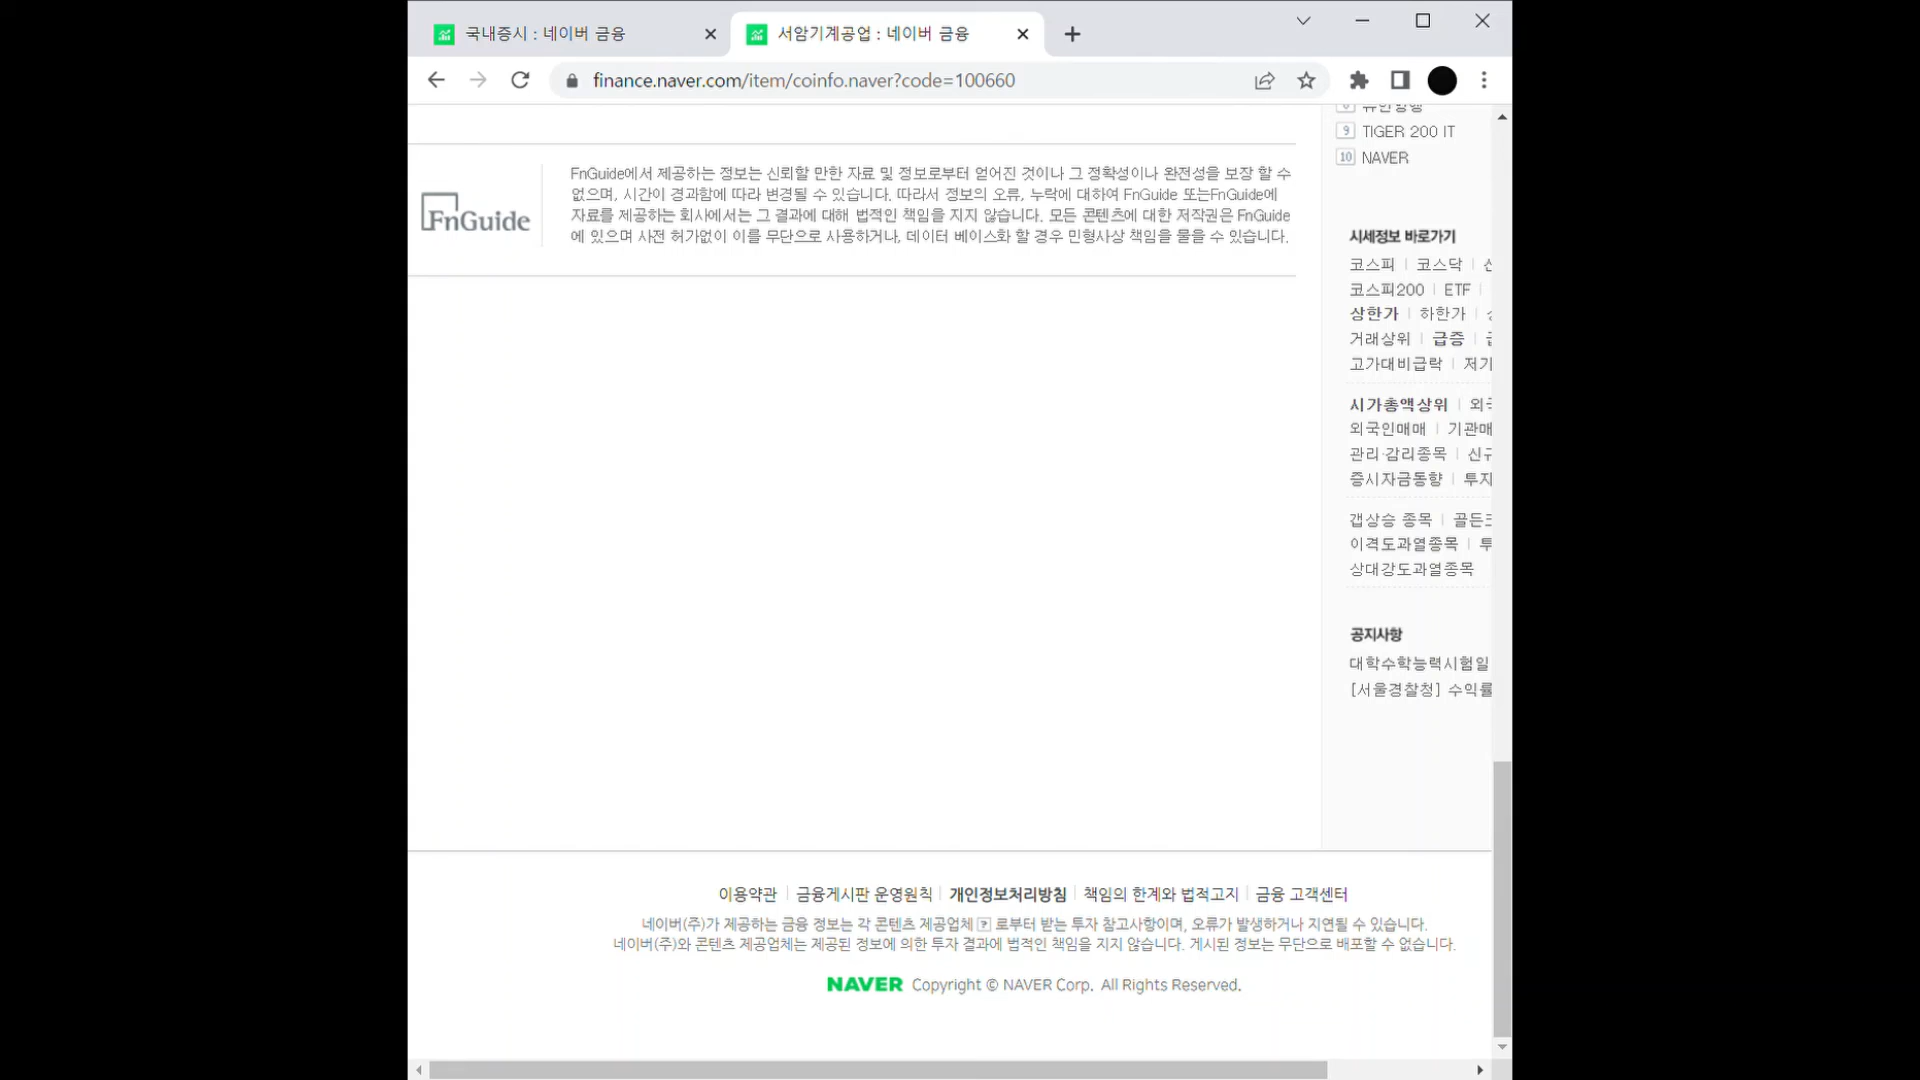 국내증시 : 네이버 금융
서암기계공업 : 네이버 금융
finance.naver.com/item/coinfo.naver?code=100660
9 TIGER 200 IT
10 NAVER
FnGuide
FnGuide에서 제공하는 정보는 신뢰할 만한 자료 및 정보로부터 얻어진 것이나 그 정확성이나 완전성을 보장 할 수
없으며, 시간이 경과함에 따라 변경될 수 있습니다. 따라서 정보의 오류, 누락에 대하여 FnGuide 또는FnGuide에
자료를 제공하는 회사에서는 그 결과에 대해 법적인 책임을 지지 않습니다. 모든 콘텐츠에 대한 저작권은 FnGuide
에 있으며 사전 허가없이 이를 무단으로 사용하거나, 데이터 베이스화 할 경우 민형사상 책임을 물을 수 있습니다.
시세정보 바로가기
코스피 | 코스닥 |
코스피200 | ETF |
상한가 | 하한가 |
거래상위 | 급증 |
고가대비급락 | 저가
시가총액상위 |
외국인매매 | 기관매
관리·감리종목 | 신규
증시자금동향 | 투자
갭상승 종목 | 골든
이격도과열종목 | 투
상대강도과열종목
공지사항
대학수학능력시험일
[서울경찰청] 수익률
이용약관 | 금융게시판 운영원칙 | 개인정보처리방침 | 책임의 한계와 법적고지 | 금융 고객센터
네이버(주)가 제공하는 금융 정보는 각 콘텐츠 제공업체 ? 로부터 받는 투자 참고사항이며, 오류가 발생하거나 지연될 수 있습니다.
네이버(주)와 콘텐츠 제공업체는 제공된 정보에 의한 투자 결과에 법적인 책임을 지지 않습니다. 게시된 정보는 무단으로 배포할 수 없습니다.
NAVER Copyright © NAVER Corp. All Rights Reserved.